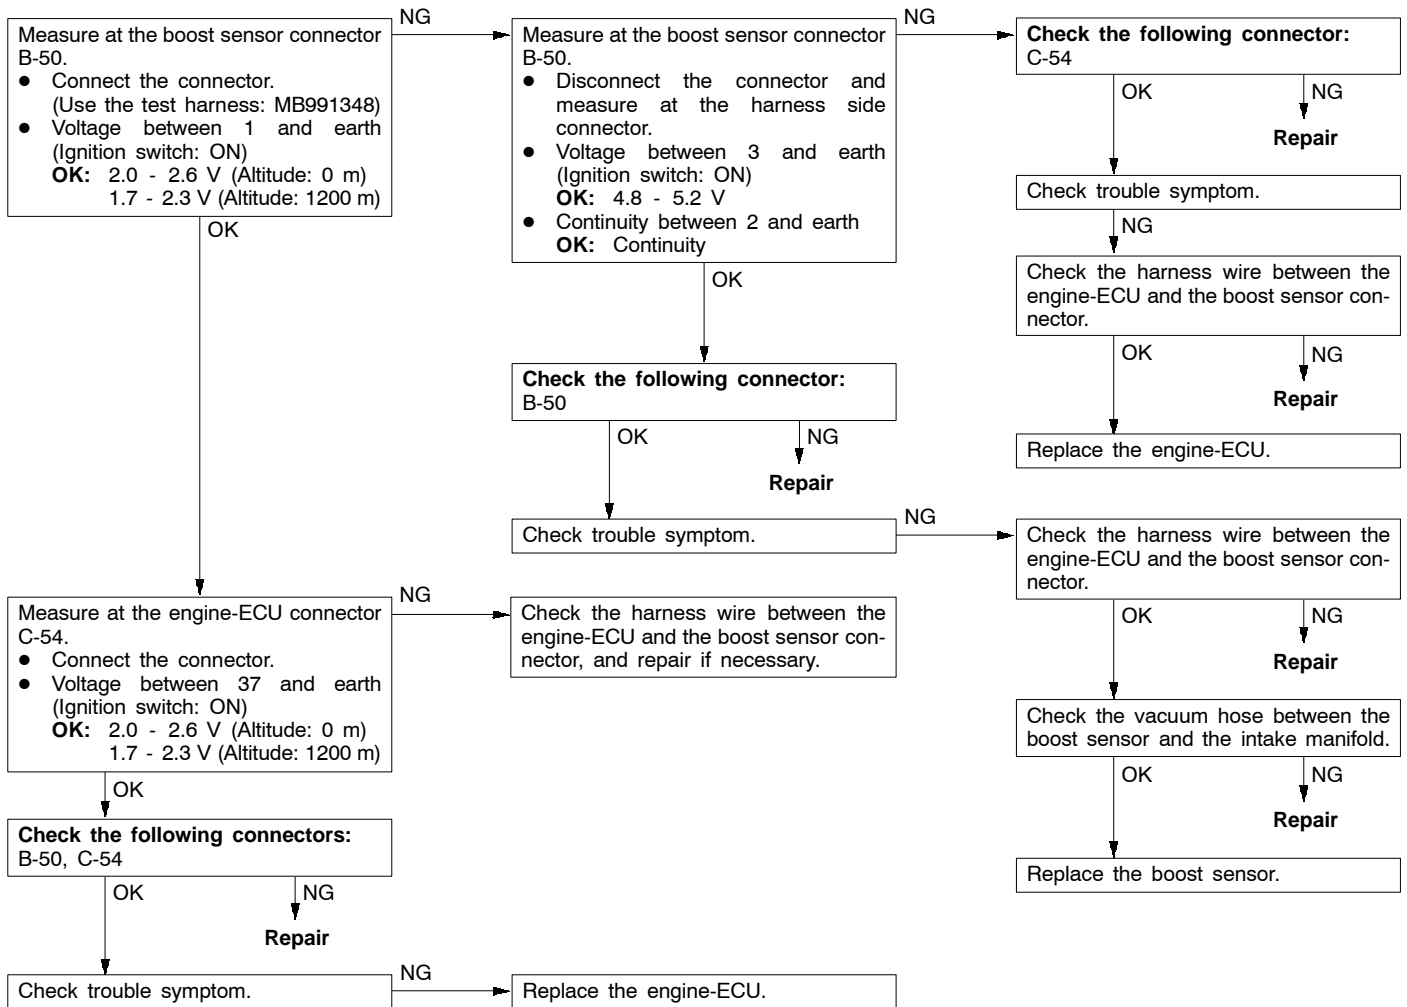 Measure at the boost sensor connector
B-50.
● Connect the connector.
(Use the test harness: MB991348)
● Voltage between 1 and earth
(Ignition switch: ON)
OK: 2.0 - 2.6 V (Altitude: 0 m)
1.7 - 2.3 V (Altitude: 1200 m)
NG
OK
Measure at the boost sensor connector
B-50.
● Disconnect the connector and
measure at the harness side
connector.
● Voltage between 3 and earth
(Ignition switch: ON)
OK: 4.8 - 5.2 V
● Continuity between 2 and earth
OK: Continuity
NG
OK
Check the following connector:
C-54
OK
NG
Repair
Check trouble symptom.
NG
Check the harness wire between the
engine-ECU and the boost sensor con-
nector.
OK
NG
Repair
Replace the engine-ECU.
Check the following connector:
B-50
OK
NG
Repair
Check trouble symptom.
NG
Check the harness wire between the
engine-ECU and the boost sensor con-
nector.
OK
NG
Repair
Check the vacuum hose between the
boost sensor and the intake manifold.
OK
NG
Repair
Replace the boost sensor.
Measure at the engine-ECU connector
C-54.
● Connect the connector.
● Voltage between 37 and earth
(Ignition switch: ON)
OK: 2.0 - 2.6 V (Altitude: 0 m)
1.7 - 2.3 V (Altitude: 1200 m)
NG
Check the harness wire between the
engine-ECU and the boost sensor con-
nector, and repair if necessary.
OK
Check the following connectors:
B-50, C-54
OK
NG
Repair
Check trouble symptom.
NG
Replace the engine-ECU.